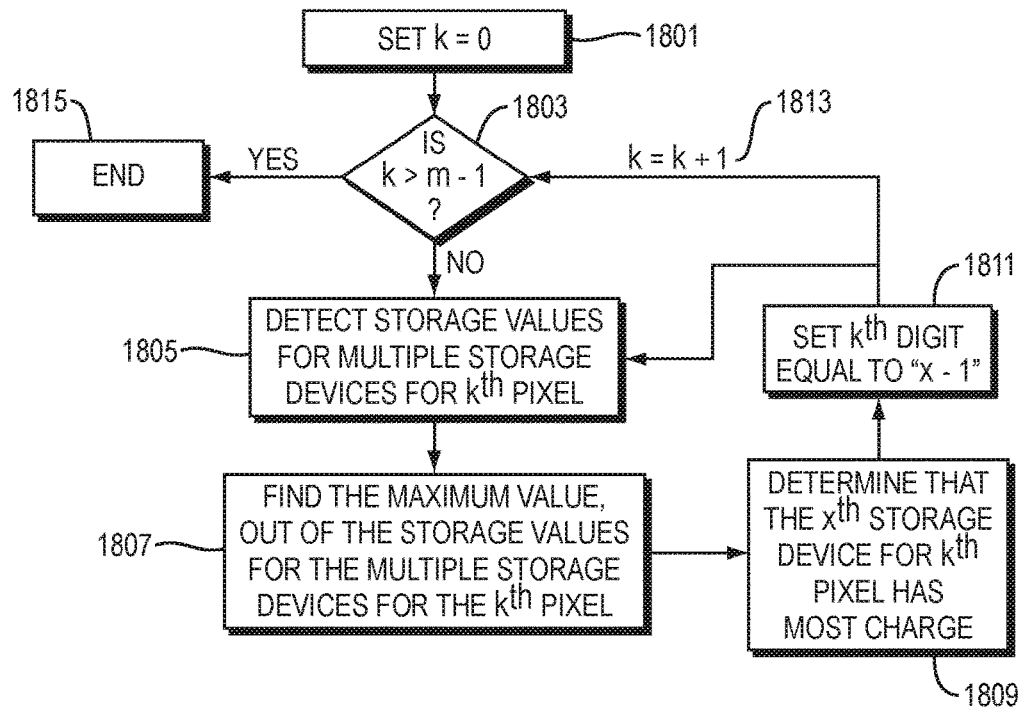 SET k = 0
1801
1803
1813
1815
IS
k > m - 1
?
YES
END
k = k + 1
NO
1811
DETECT STORAGE VALUES
FOR MULTIPLE STORAGE
DEVICES FOR kth PIXEL
1805
SET kth DIGIT
EQUAL TO “x - 1”
FIND THE MAXIMUM VALUE,
OUT OF THE STORAGE VALUES
FOR THE MULTIPLE STORAGE
DEVICES FOR THE kth PIXEL
1807
DETERMINE THAT
THE xth STORAGE
DEVICE FOR kth
PIXEL HAS
MOST CHARGE
1809